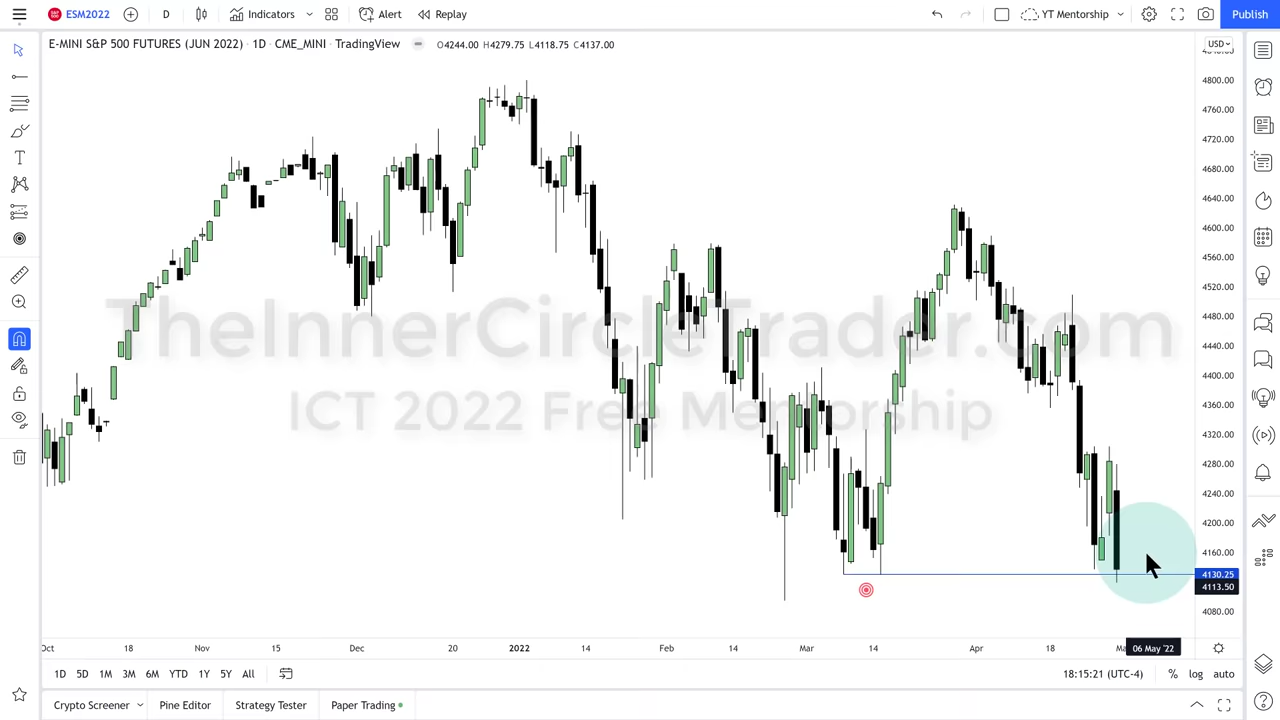 ESM2022 D Indicators Alert Replay YT Mentorship Publish
E-MINI S&P 500 FUTURES (JUN 2022) · 1D · CME_MINI · TradingView O4244.00 H4279.75 L4118.75 C4137.00
USD
4800.00
4760.00
4720.00
4680.00
4640.00
4600.00
4560.00
4520.00
4480.00
4440.00
4400.00
4360.00
4320.00
4280.00
4240.00
4200.00
4160.00
4130.25
4113.50
4080.00
TheInnerCircleTrader.com
ICT 2022 Free Mentorship
Oct 18 Nov 15 Dec 20 2022 14 Feb 14 Mar 14 Apr 18 06 May '22
1D 5D 1M 3M 6M YTD 1Y 5Y All 18:15:21 (UTC-4) % log auto
Crypto Screener Pine Editor Strategy Tester Paper Trading